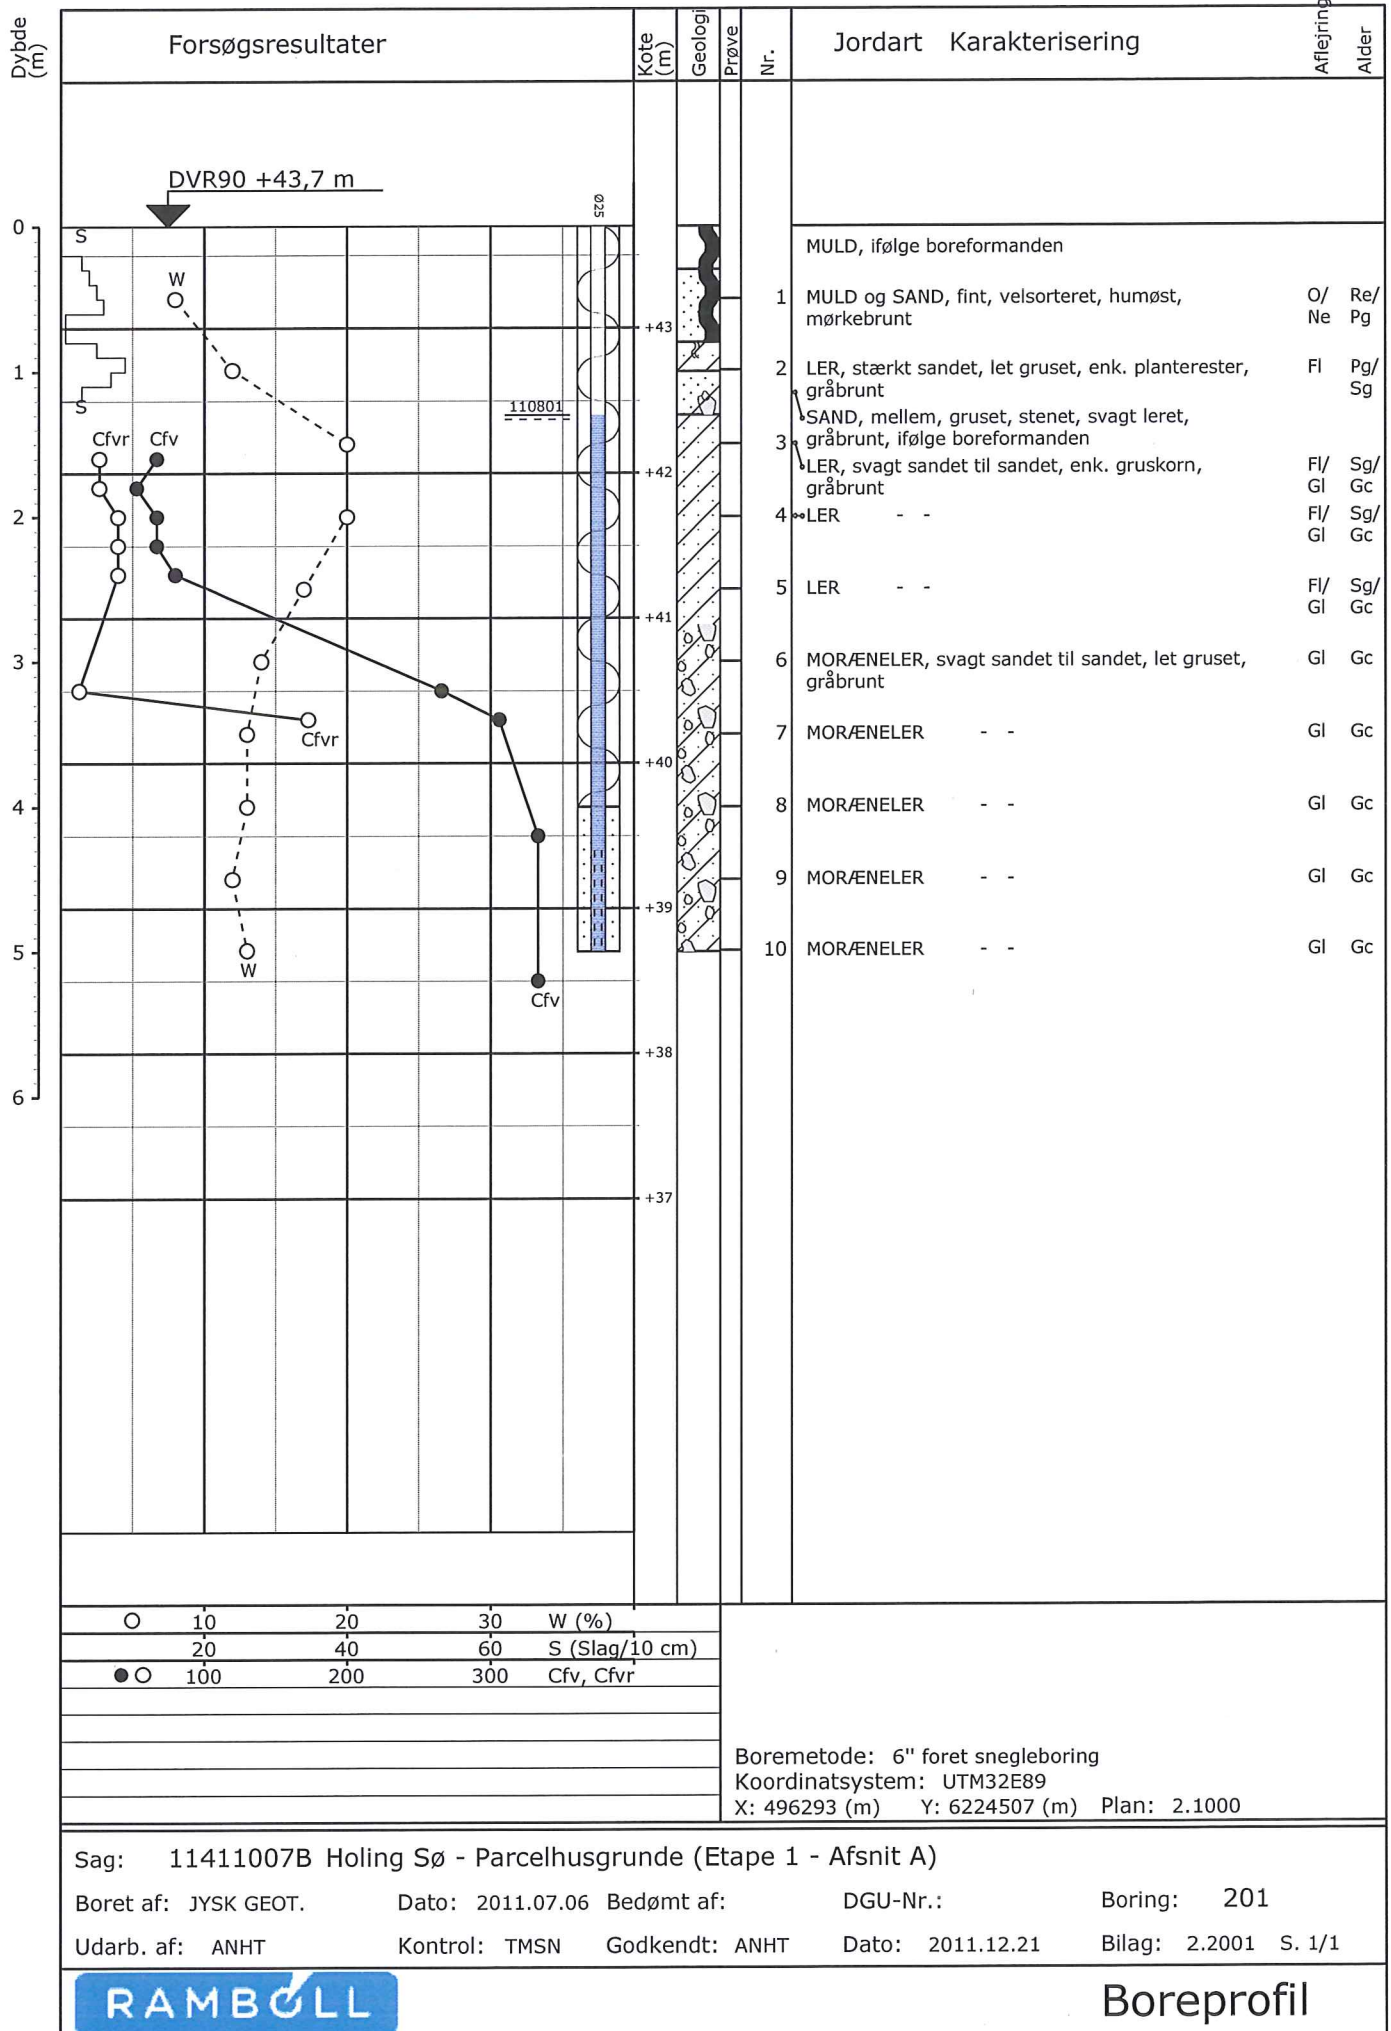 Dybde (m)
Forsøgsresultater
Kote (m)
Geologi
Prøve
Nr.
Jordart Karakterisering
Aflejring
Alder
DVR90 +43,7 m
Ø25
0
S
MULD, ifølge boreformanden
W
1 MULD og SAND, fint, velsorteret, humøst, O/ Re/
mørkebrunt Ne Pg
+43
1
2 LER, stærkt sandet, let gruset, enk. planterester, Fl Pg/
gråbrunt Sg
S
110801
SAND, mellem, gruset, stenet, svagt leret,
3 gråbrunt, ifølge boreformanden
Cfvr Cfv
+42
LER, svagt sandet til sandet, enk. gruskorn, Fl/ Sg/
gråbrunt Gl Gc
2
4 LER - - Fl/ Sg/
Gl Gc
5 LER - - Fl/ Sg/
Gl Gc
+41
3
6 MORÆNELER, svagt sandet til sandet, let gruset, Gl Gc
gråbrunt
Cfvr
7 MORÆNELER - - Gl Gc
+40
4
8 MORÆNELER - - Gl Gc
9 MORÆNELER - - Gl Gc
+39
5
W
10 MORÆNELER - - Gl Gc
Cfv
+38
6
+37
10 20 30 W (%)
20 40 60 S (Slag/10 cm)
100 200 300 Cfv, Cfvr
Boremetode: 6" foret snegleboring
Koordinatsystem: UTM32E89
X: 496293 (m) Y: 6224507 (m) Plan: 2.1000
Sag: 11411007B Holing Sø - Parcelhusgrunde (Etape 1 - Afsnit A)
Boret af: JYSK GEOT. Dato: 2011.07.06 Bedømt af: DGU-Nr.: Boring: 201
Udarb. af: ANHT Kontrol: TMSN Godkendt: ANHT Dato: 2011.12.21 Bilag: 2.2001 S. 1/1
RAMBØLL
Boreprofil